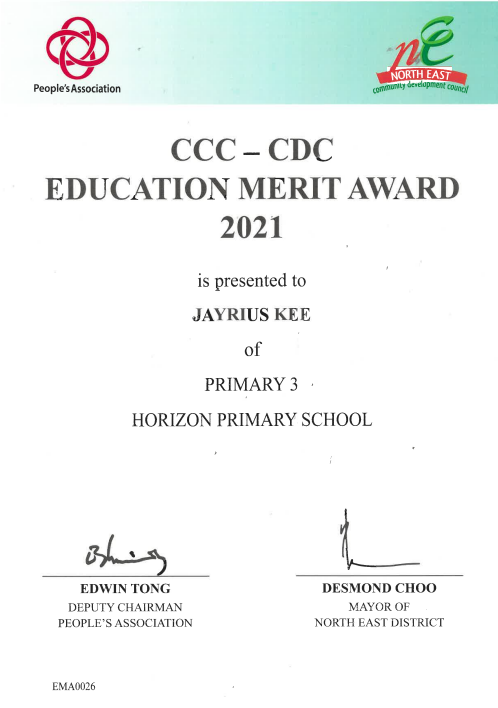 People's Association
NORTH EAST
community development council
CCC – CDC
EDUCATION MERIT AWARD
2021
is presented to
JAYRIUS KEE
of
PRIMARY 3
HORIZON PRIMARY SCHOOL
EDWIN TONG
DEPUTY CHAIRMAN
PEOPLE'S ASSOCIATION
DESMOND CHOO
MAYOR OF
NORTH EAST DISTRICT
EMA0026